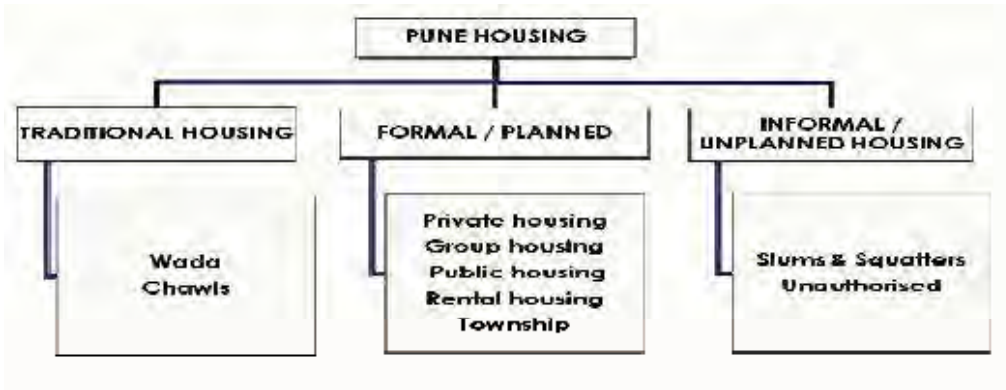 PUNE HOUSING
TRADITIONAL HOUSING
Wada
Chawls
FORMAL / PLANNED
Private housing
Group housing
Public housing
Rental housing
Township
INFORMAL /
UNPLANNED HOUSING
Slums & Squatters
Unauthorised